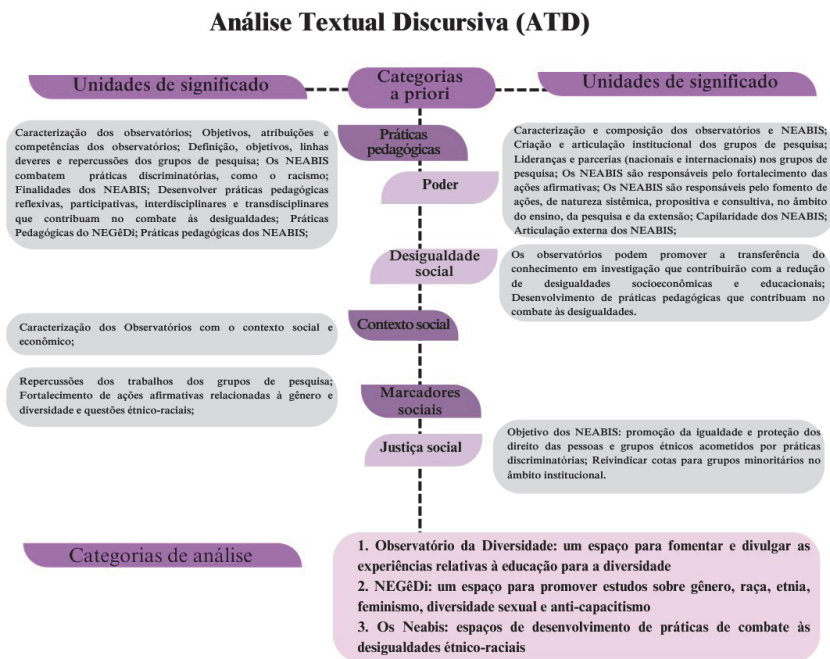 Análise Textual Discursiva (ATD)
Unidades de significado
Categorias
a priori
Unidades de significado
Caracterização dos observatórios; Objetivos, atribuições e
competências dos observatórios; Definição, objetivos, linhas
deveres e repercussões dos grupos de pesquisa; Os NEABIS
combatem práticas discriminatórias, como o racismo;
Finalidades dos NEABIS; Desenvolver práticas pedagógicas
reflexivas, participativas, interdisciplinares e transdisciplinares
que contribuam no combate às desigualdades; Práticas
Pedagógicas do NEGêDi; Práticas pedagógicas dos NEABIS;
Práticas
pedagógicas
Poder
Caracterização e composição dos observatórios e NEABIS;
Criação e articulação institucional dos grupos de pesquisa;
Lideranças e parcerias (nacionais e internacionais) nos grupos de
pesquisa; Os NEABIS são responsáveis pelo fortalecimento das
ações afirmativas; Os NEABIS são responsáveis pelo fomento de
ações, de natureza sistêmica, propositiva e consultiva, no âmbito
do ensino, da pesquisa e da extensão; Capilaridade dos NEABIS;
Articulação externa dos NEABIS;
Desigualdade
social
Os observatórios podem promover a transferência do
conhecimento em investigação que contribuirão com a redução
de desigualdades socioeconômicas e educacionais;
Desenvolvimento de práticas pedagógicas que contribuam no
combate às desigualdades.
Caracterização dos Observatórios com o contexto social e
econômico;
Contexto social
Repercussões dos trabalhos dos grupos de pesquisa;
Fortalecimento de ações afirmativas relacionadas à gênero e
diversidade e questões étnico-raciais;
Marcadores
sociais
Justiça social
Objetivo dos NEABIS: promoção da igualdade e proteção dos
direito das pessoas e grupos étnicos acometidos por práticas
discriminatórias; Reivindicar cotas para grupos minoritários no
âmbito institucional.
Categorias de análise
1. Observatório da Diversidade: um espaço para fomentar e divulgar as
experiências relativas à educação para a diversidade
2. NEGêDi: um espaço para promover estudos sobre gênero, raça, etnia,
feminismo, diversidade sexual e anti-capacitismo
3. Os Neabis: espaços de desenvolvimento de práticas de combate às
desigualdades étnico-raciais